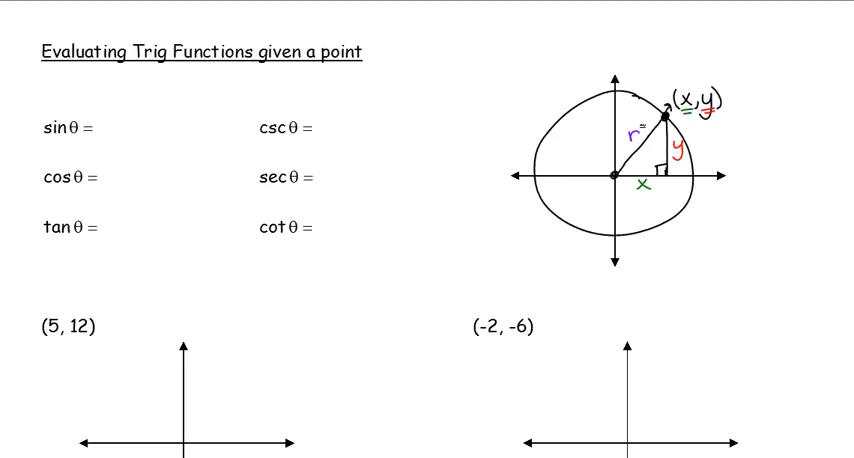 Evaluating Trig Functions given a point
(x,y)
sinθ =
cscθ =
r =
y
cosθ =
secθ =
x
tanθ =
cotθ =
(5, 12)
(-2, -6)